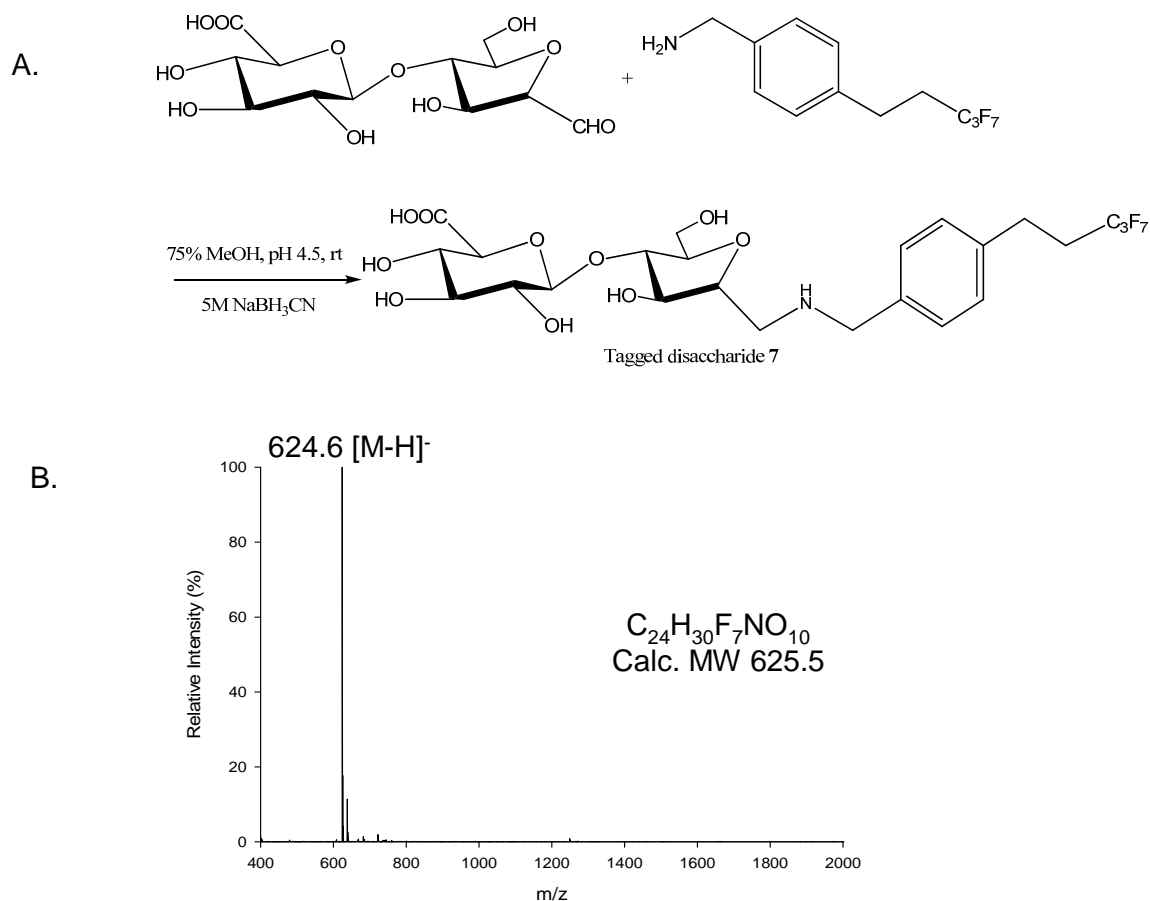 A.
HOOC
O
OH
O
O
HO
HO
OH
HO
CHO
+
H₂N
C₃F₇
75% MeOH, pH 4.5, rt
5M NaBH₃CN
HOOC
O
OH
O
O
HO
HO
OH
HO
H
N
C₃F₇
Tagged disaccharide 7
B.
624.6 [M-H]⁻
100
80
60
40
20
0
Relative Intensity (%)
C₂₄H₃₀F₇NO₁₀
Calc. MW 625.5
400 600 800 1000 1200 1400 1600 1800 2000
m/z